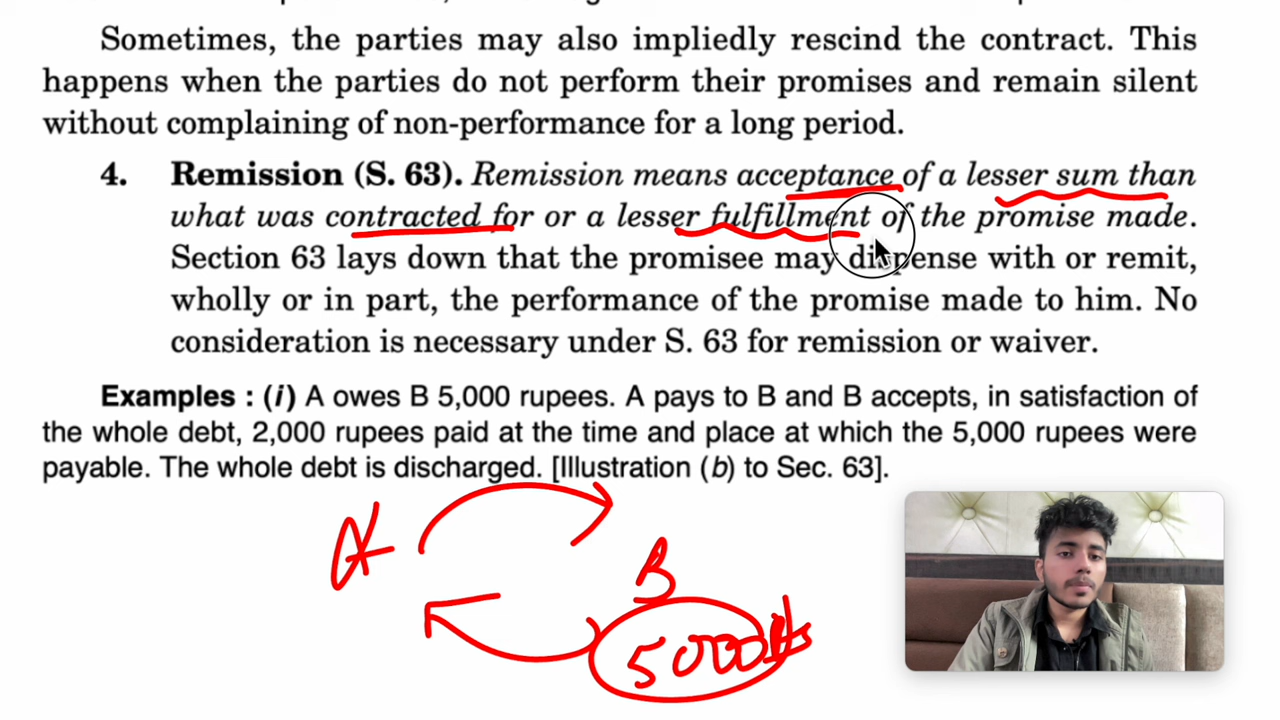 Sometimes, the parties may also impliedly rescind the contract. This
happens when the parties do not perform their promises and remain silent
without complaining of non-performance for a long period.
4. Remission (S. 63). Remission means acceptance of a lesser sum than
what was contracted for or a lesser fulfillment of the promise made.
Section 63 lays down that the promisee may dispense with or remit,
wholly or in part, the performance of the promise made to him. No
consideration is necessary under S. 63 for remission or waiver.
Examples : (i) A owes B 5,000 rupees. A pays to B and B accepts, in satisfaction of
the whole debt, 2,000 rupees paid at the time and place at which the 5,000 rupees were
payable. The whole debt is discharged. [Illustration (b) to Sec. 63].
A
B
5000Rs